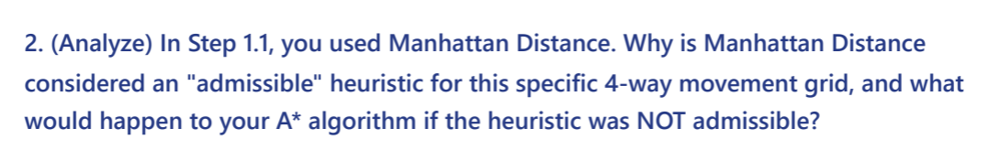 2. (Analyze) In Step 1.1, you used Manhattan Distance. Why is Manhattan Distance
considered an "admissible" heuristic for this specific 4-way movement grid, and what
would happen to your A* algorithm if the heuristic was NOT admissible?